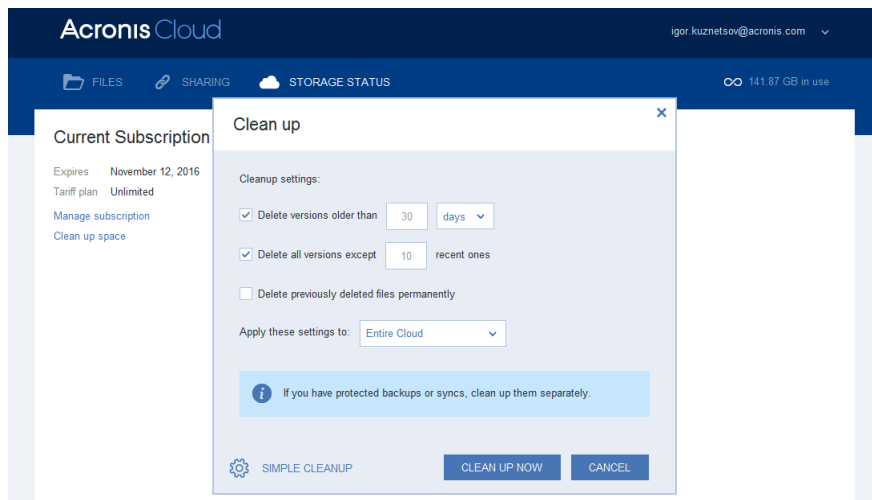 Acronis Cloud
igor.kuznetsov@acronis.com
FILES SHARING STORAGE STATUS 141.87 GB in use
Clean up
Current Subscription
Expires November 12, 2016
Tariff plan Unlimited
Manage subscription
Clean up space
Cleanup settings:
Delete versions older than 30 days
Delete all versions except 10 recent ones
Delete previously deleted files permanently
Apply these settings to: Entire Cloud
If you have protected backups or syncs, clean up them separately.
SIMPLE CLEANUP CLEAN UP NOW CANCEL